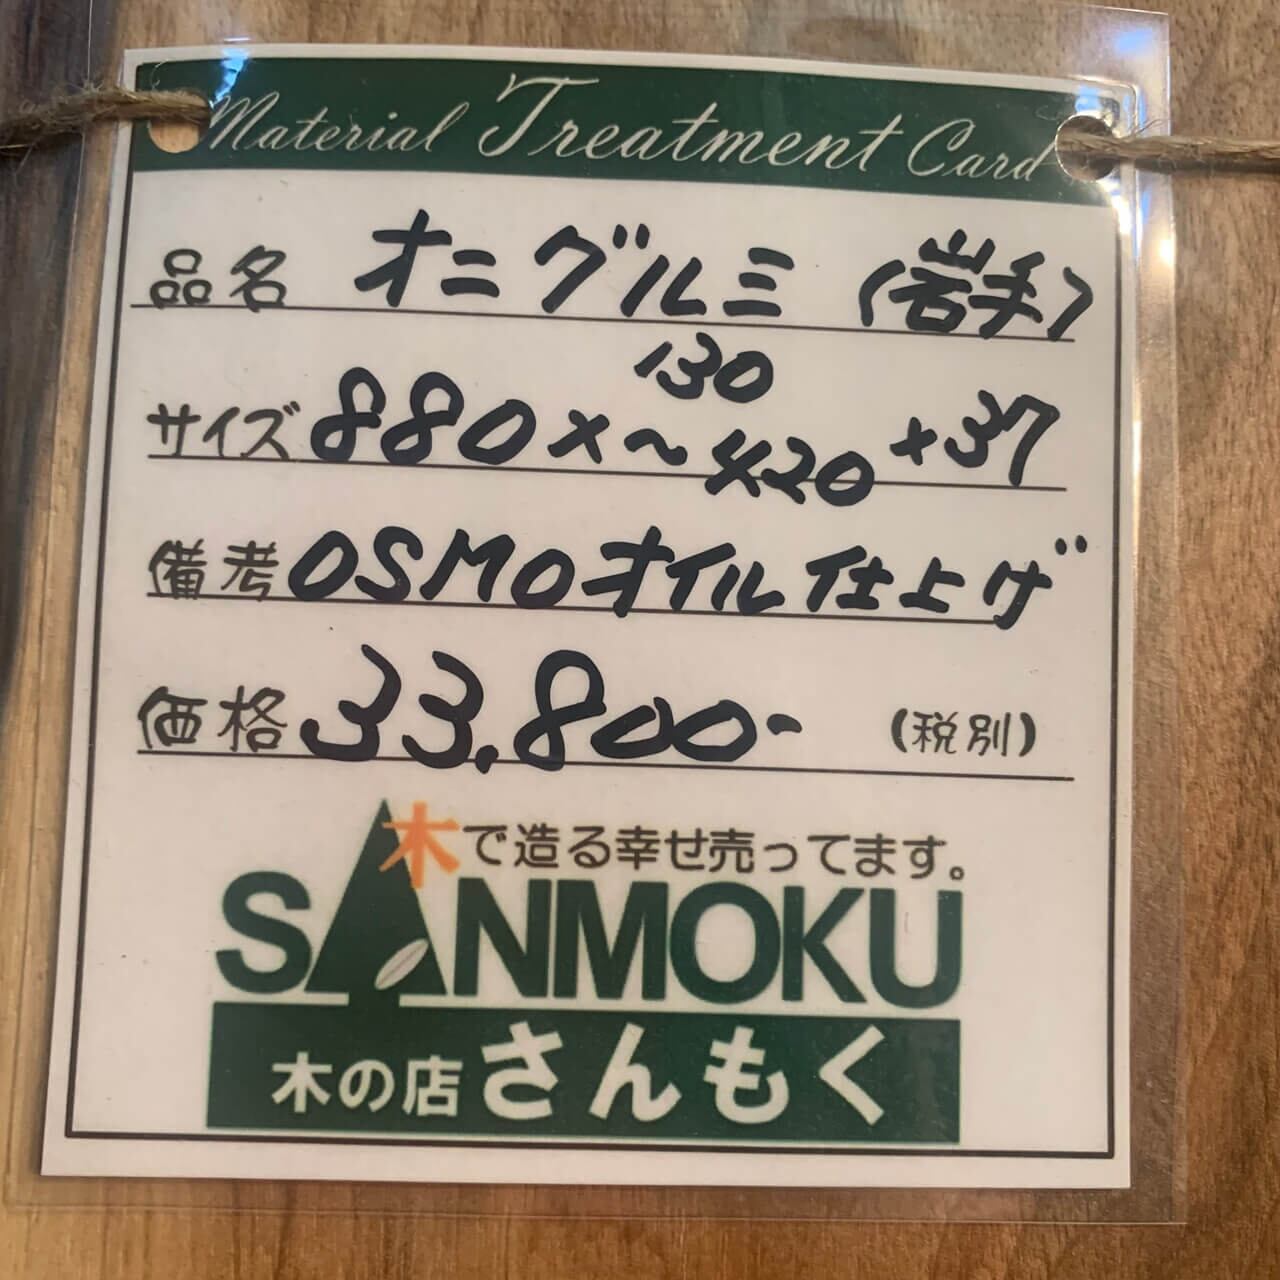 Material Treatment Card
品名 オニグルミ (岩手)
サイズ 880×130~420×37
備考 OSMOオイル仕上げ
価格 33,800- (税別)
木で造る幸せ売ってます。
SANMOKU
木の店さんもく